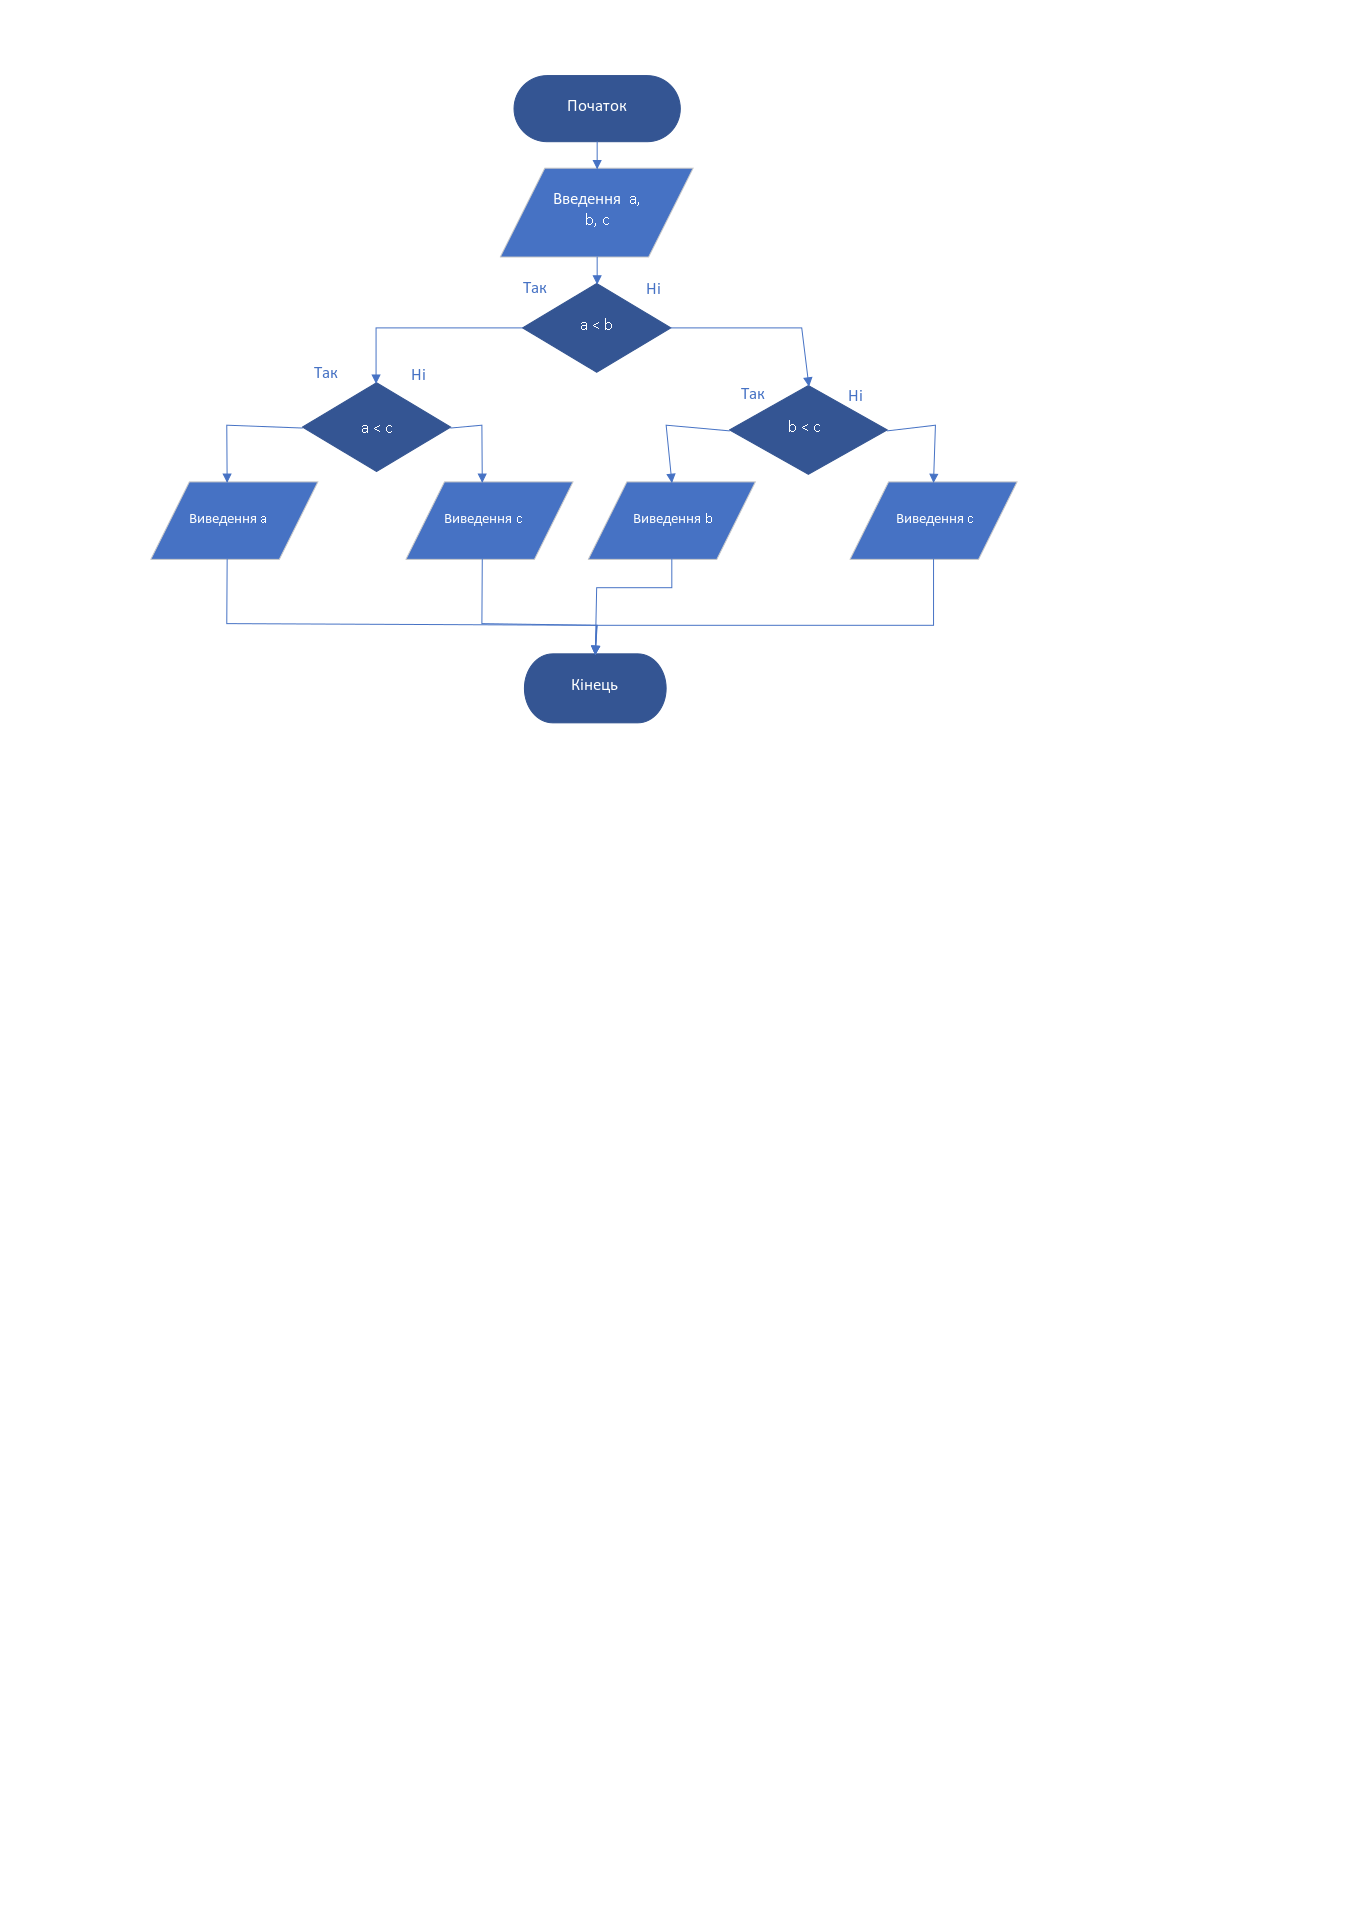 Початок
Введення a,
b, c
Так
Ні
a < b
Так
Ні
a < c
Так
Ні
b < c
Виведення a
Виведення c
Виведення b
Виведення c
Кінець